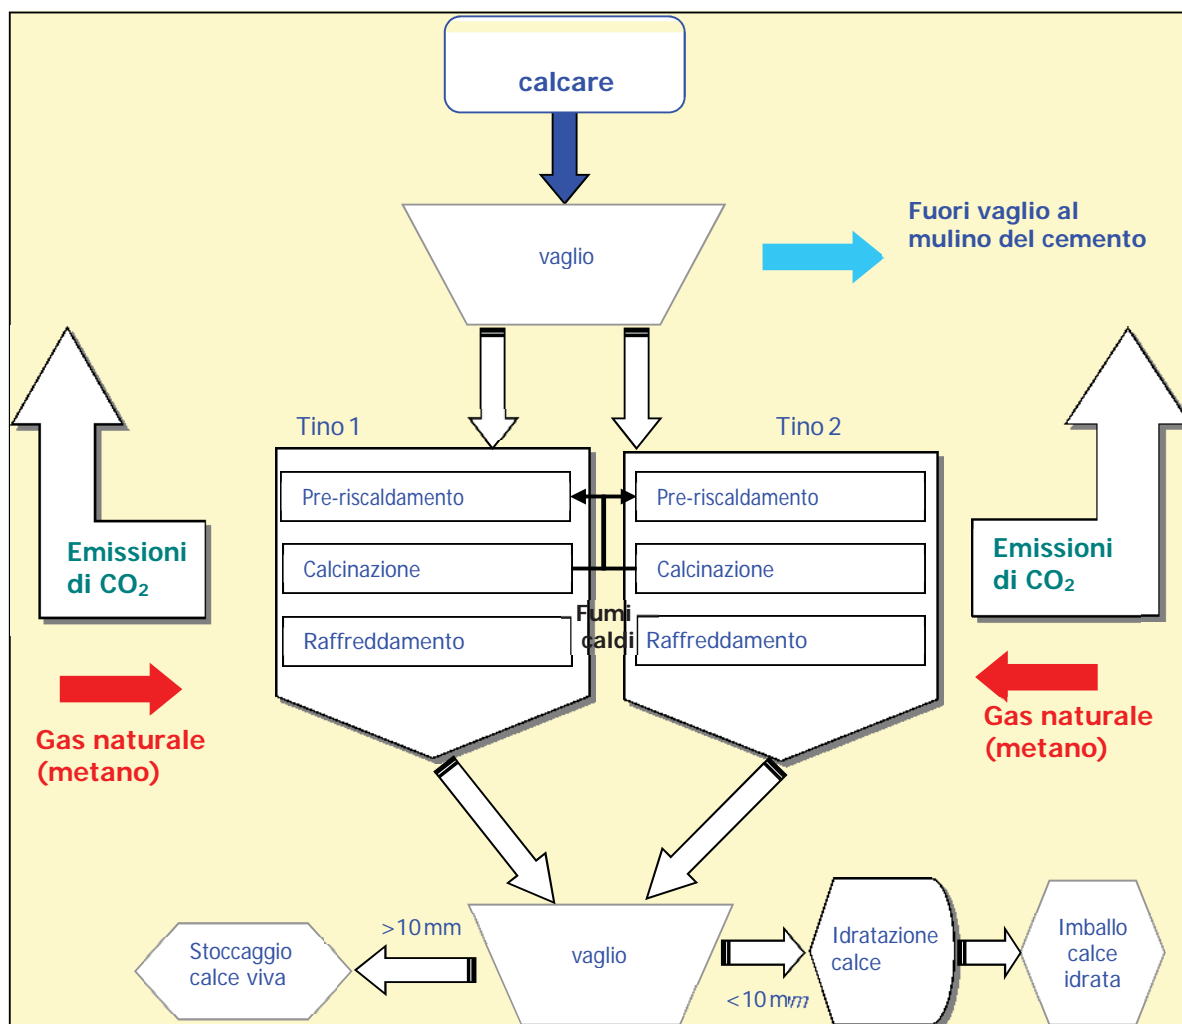 calcare
vaglio
Fuori vaglio al
mulino del cemento
Tino 1
Tino 2
Pre-riscaldamento
Pre-riscaldamento
Emissioni
di CO₂
Calcinazione
Calcinazione
Emissioni
di CO₂
Fumi
caldi
Raffreddamento
Raffreddamento
Gas naturale
(metano)
Gas naturale
(metano)
Stoccaggio
calce viva
>10 mm
vaglio
<10 mm
Idratazione
calce
Imballo
calce
idrata